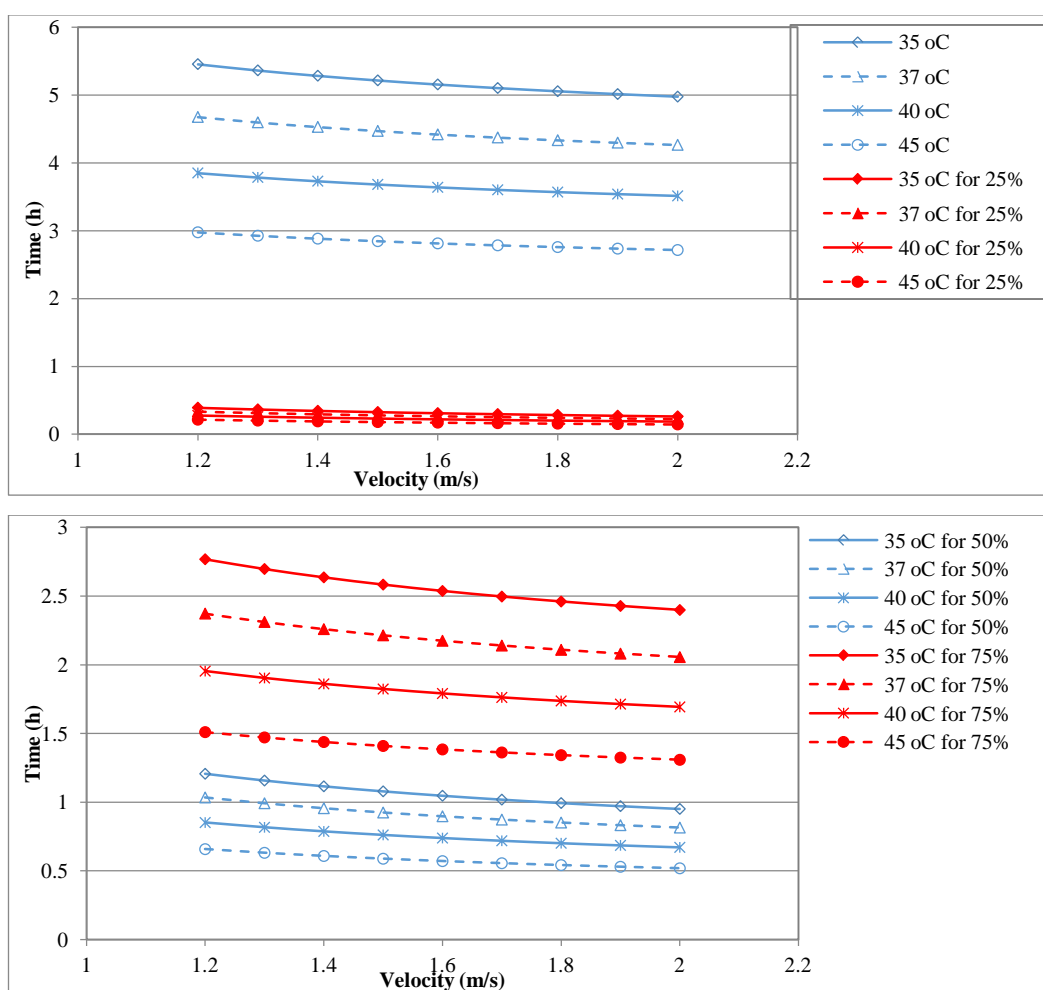 6
5
4
3
2
1
0
1
1.2
1.4
1.6
1.8
2
2.2
Time (h)
Velocity (m/s)
35 oC
37 oC
40 oC
45 oC
35 oC for 25%
37 oC for 25%
40 oC for 25%
45 oC for 25%
3
2.5
2
1.5
1
0.5
0
1
1.2
1.4
1.6
1.8
2
2.2
Time (h)
Velocity (m/s)
35 oC for 50%
37 oC for 50%
40 oC for 50%
45 oC for 50%
35 oC for 75%
37 oC for 75%
40 oC for 75%
45 oC for 75%